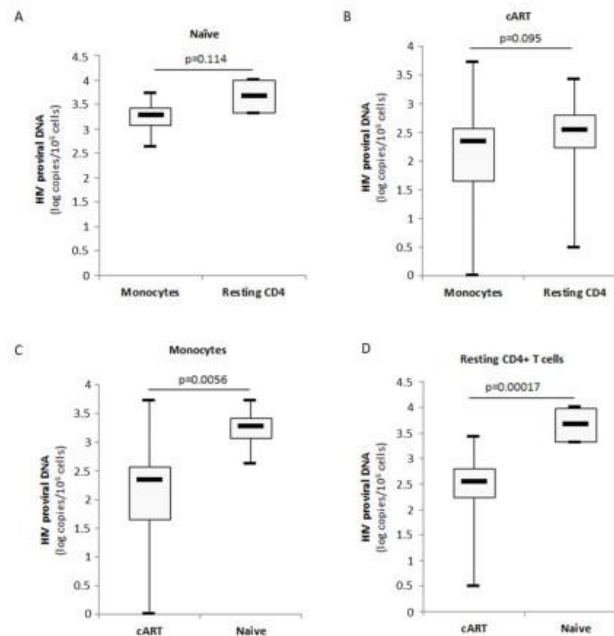 A
Naïve
p=0.114
HIV proviral DNA
(log copies/10⁶ cells)
4.5
4
3.5
3
2.5
2
1.5
1
0.5
0
Monocytes
Resting CD4
B
cART
p=0.095
HIV proviral DNA
(log copies/10⁶ cells)
4
3.5
3
2.5
2
1.5
1
0.5
0
Monocytes
Resting CD4
C
Monocytes
p=0.0056
HIV proviral DNA
(log copies/10⁶ cells)
4
3.5
3
2.5
2
1.5
1
0.5
0
cART
Naïve
D
Resting CD4+ T cells
p=0.00017
HIV proviral DNA
(log copies/10⁶ cells)
4.5
4
3.5
3
2.5
2
1.5
1
0.5
0
cART
Naïve